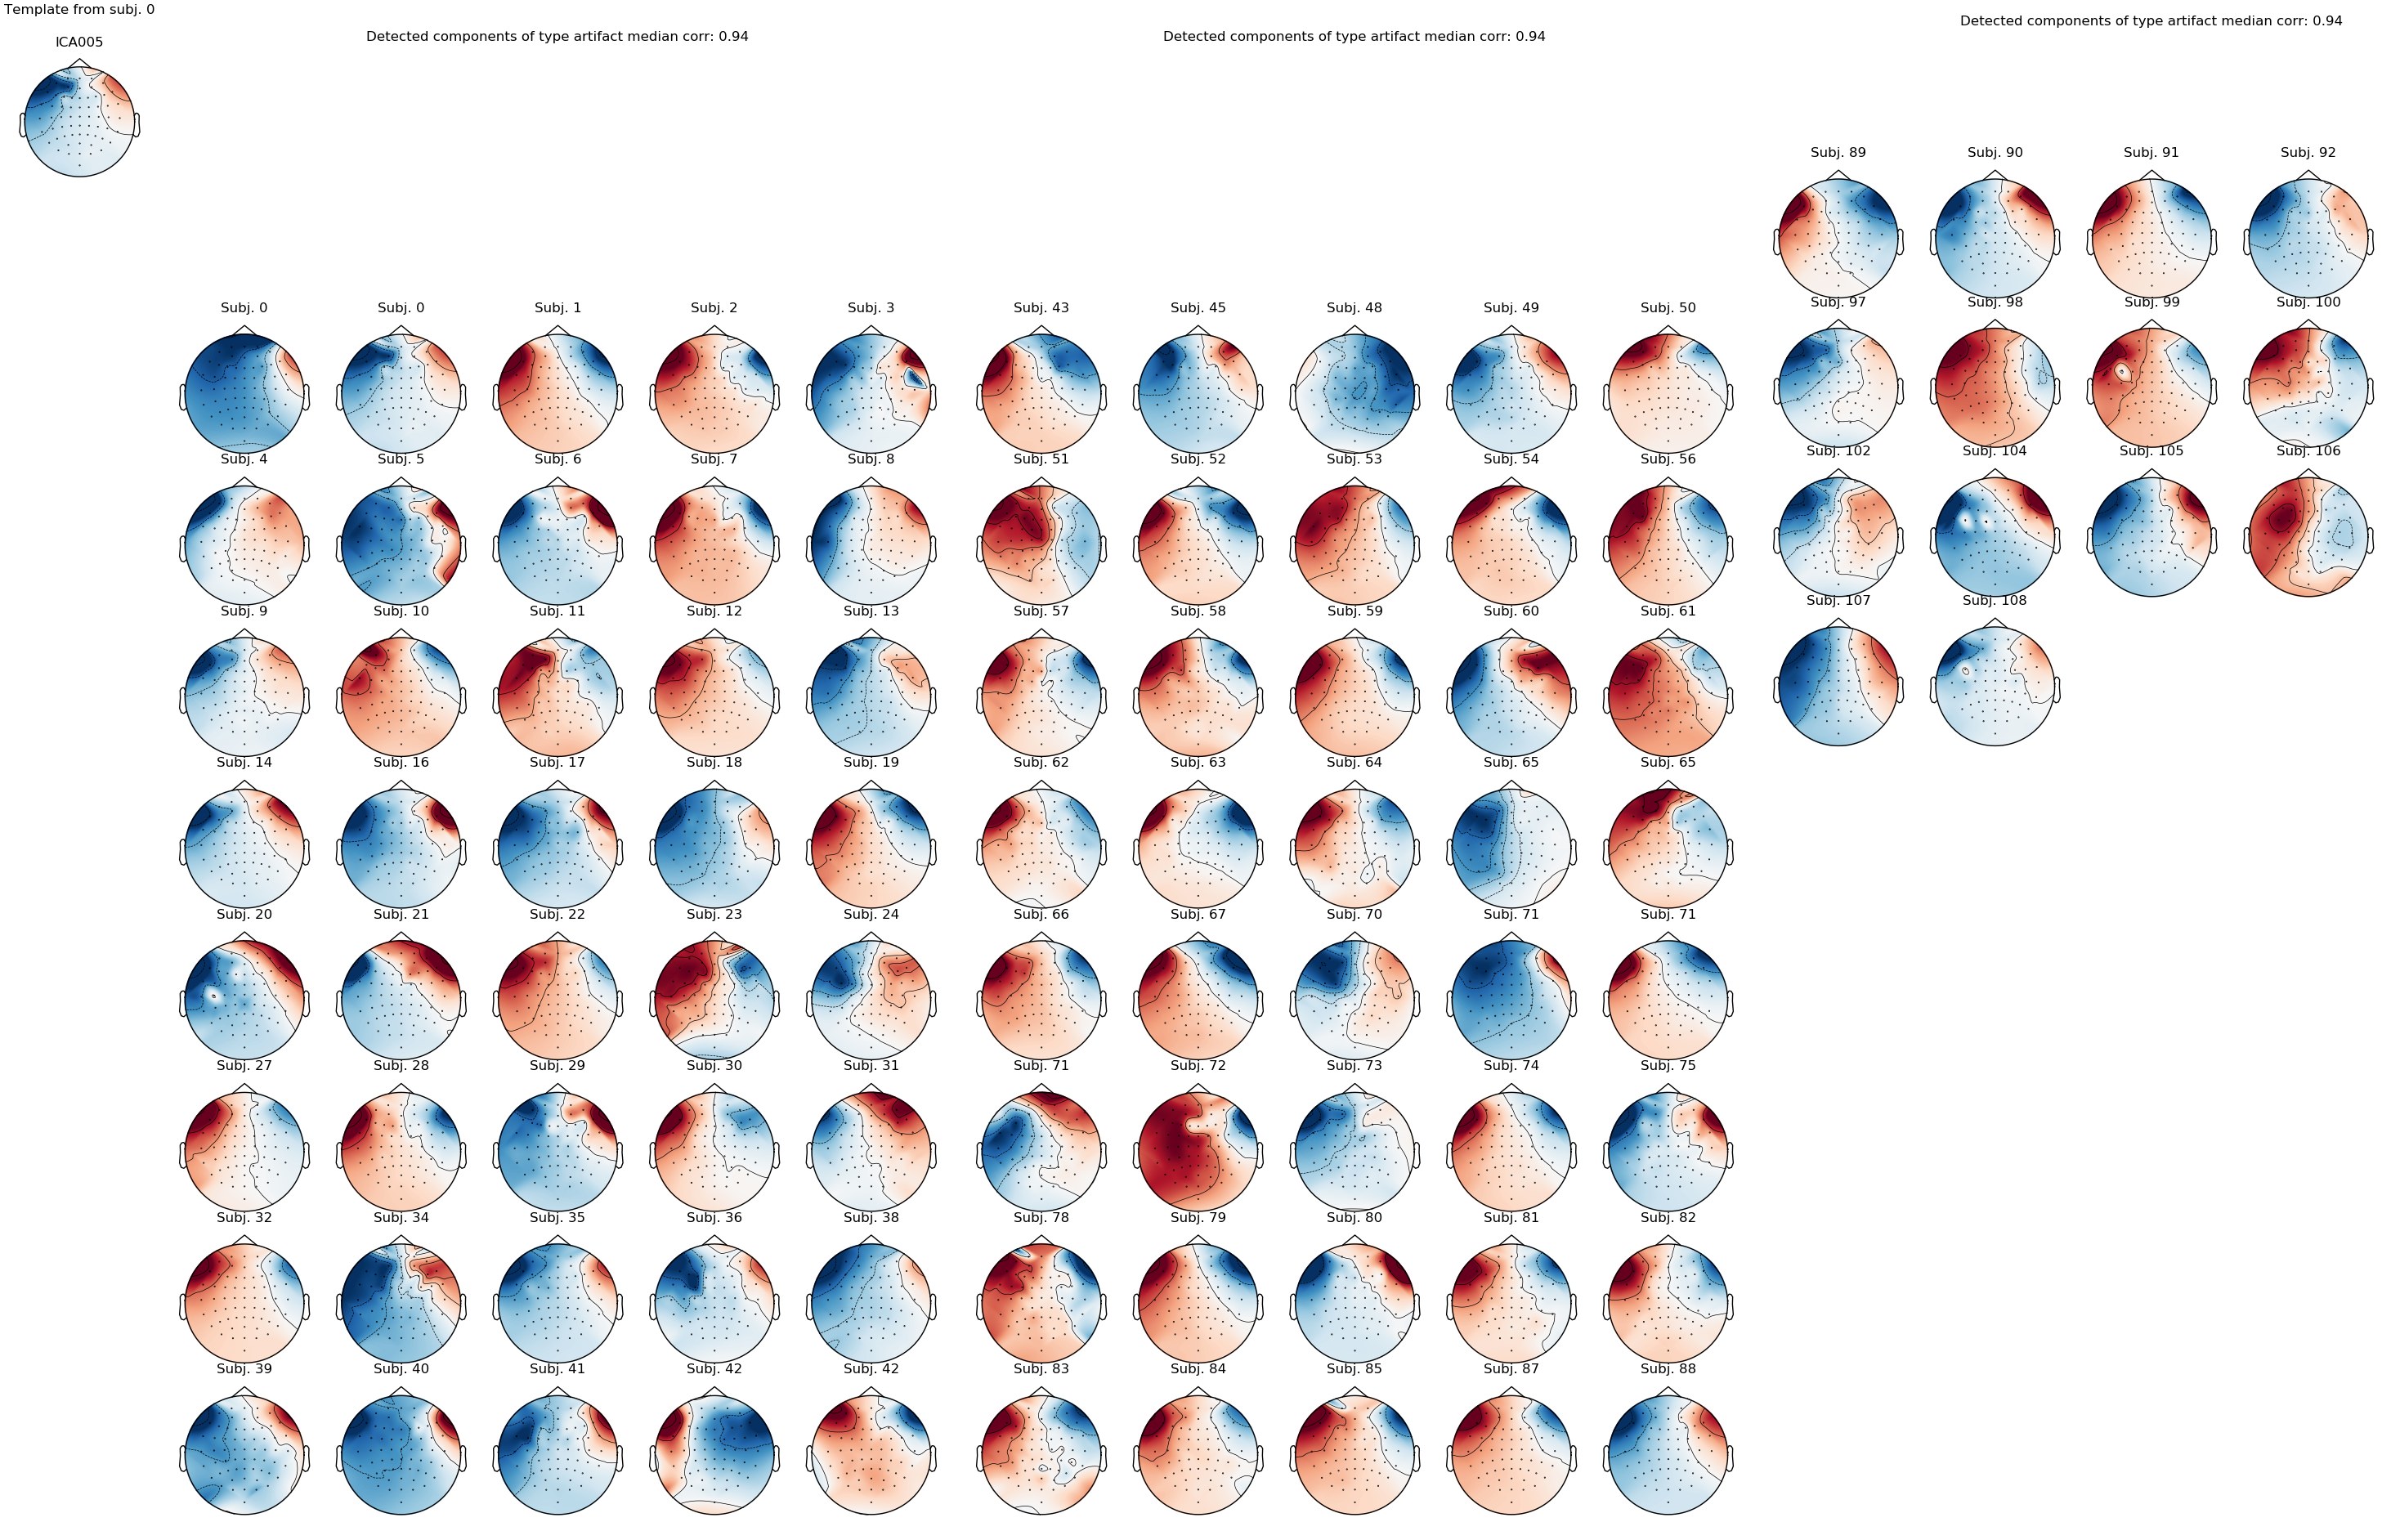 Template from subj. 0
ICA005
Detected components of type artifact median corr: 0.94
Subj. 0 Subj. 0 Subj. 1 Subj. 2 Subj. 3
Subj. 4 Subj. 5 Subj. 6 Subj. 7 Subj. 8
Subj. 9 Subj. 10 Subj. 11 Subj. 12 Subj. 13
Subj. 14 Subj. 16 Subj. 17 Subj. 18 Subj. 19
Subj. 20 Subj. 21 Subj. 22 Subj. 23 Subj. 24
Subj. 27 Subj. 28 Subj. 29 Subj. 30 Subj. 31
Subj. 32 Subj. 34 Subj. 35 Subj. 36 Subj. 38
Subj. 39 Subj. 40 Subj. 41 Subj. 42 Subj. 42
Detected components of type artifact median corr: 0.94
Subj. 43 Subj. 45 Subj. 48 Subj. 49 Subj. 50
Subj. 51 Subj. 52 Subj. 53 Subj. 54 Subj. 56
Subj. 57 Subj. 58 Subj. 59 Subj. 60 Subj. 61
Subj. 62 Subj. 63 Subj. 64 Subj. 65 Subj. 65
Subj. 66 Subj. 67 Subj. 70 Subj. 71 Subj. 71
Subj. 71 Subj. 72 Subj. 73 Subj. 74 Subj. 75
Subj. 78 Subj. 79 Subj. 80 Subj. 81 Subj. 82
Subj. 83 Subj. 84 Subj. 85 Subj. 87 Subj. 88
Detected components of type artifact median corr: 0.94
Subj. 89 Subj. 90 Subj. 91 Subj. 92
Subj. 97 Subj. 98 Subj. 99 Subj. 100
Subj. 102 Subj. 104 Subj. 105 Subj. 106
Subj. 107 Subj. 108